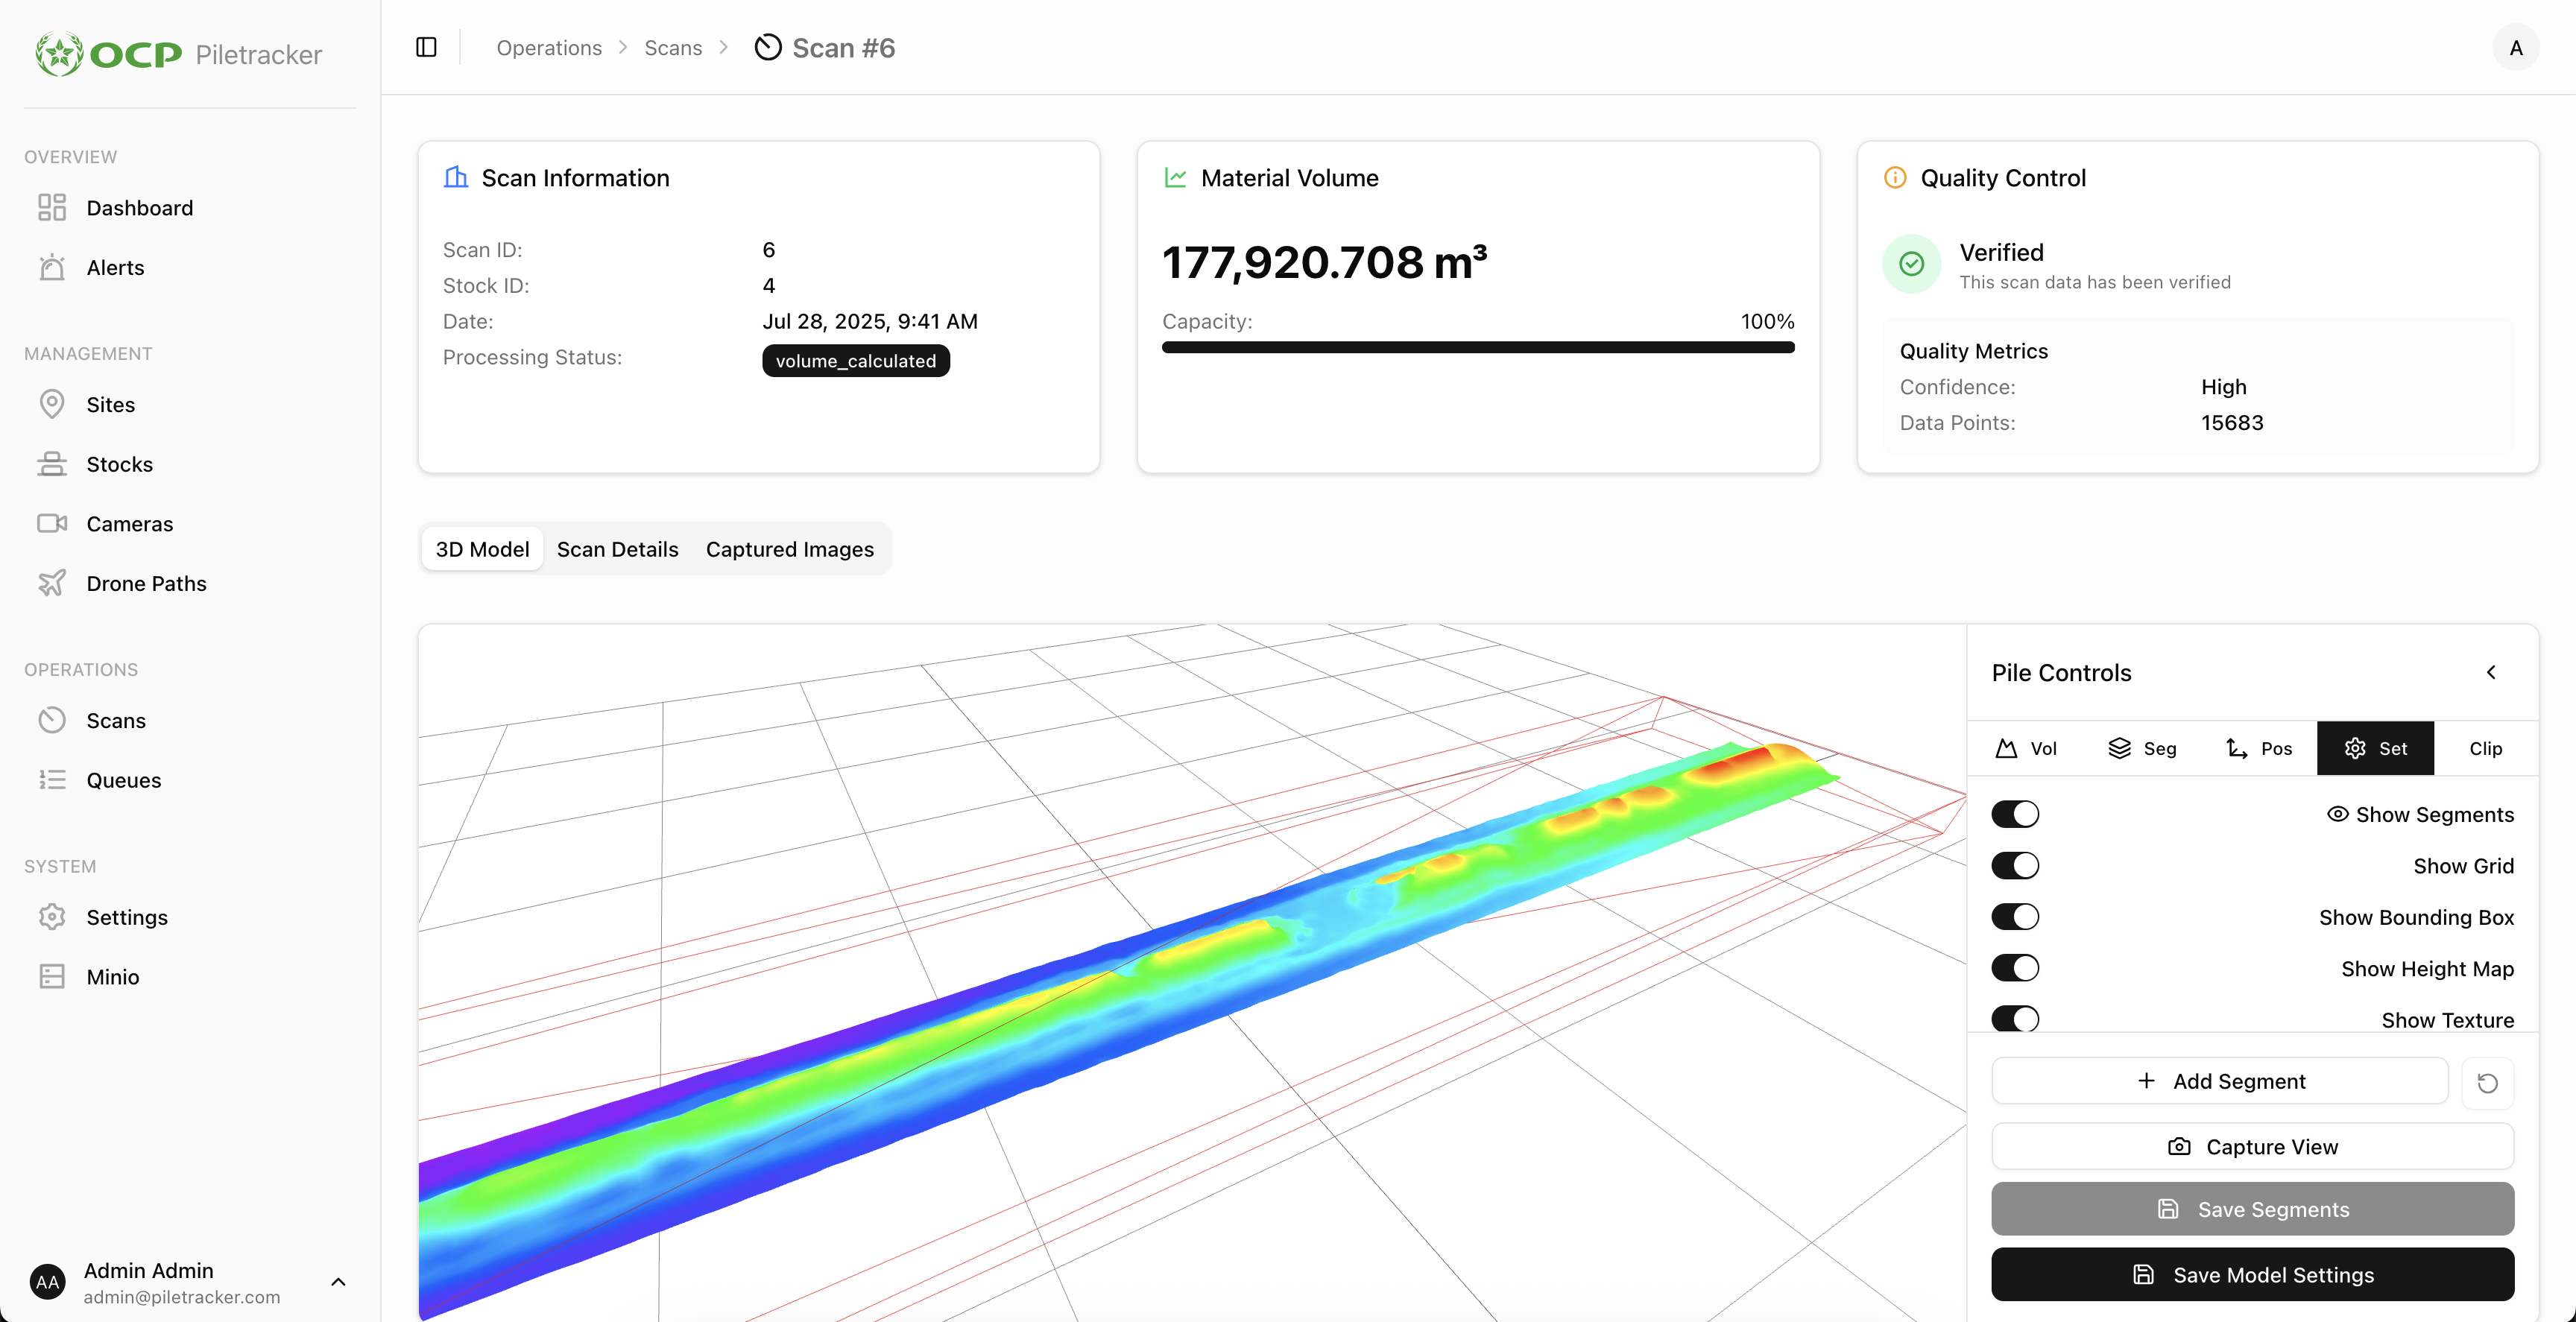 OCP Piletracker
OVERVIEW
Dashboard
Alerts
MANAGEMENT
Sites
Stocks
Cameras
Drone Paths
OPERATIONS
Scans
Queues
SYSTEM
Settings
Minio
AA
Admin Admin
admin@piletracker.com
Operations > Scans > Scan #6
A
Scan Information
Scan ID: 6
Stock ID: 4
Date: Jul 28, 2025, 9:41 AM
Processing Status: volume_calculated
Material Volume
177,920.708 m³
Capacity: 100%
Quality Control
Verified
This scan data has been verified
Quality Metrics
Confidence: High
Data Points: 15683
3D Model Scan Details Captured Images
Pile Controls
Vol Seg Pos Set Clip
Show Segments
Show Grid
Show Bounding Box
Show Height Map
Show Texture
Add Segment
Capture View
Save Segments
Save Model Settings